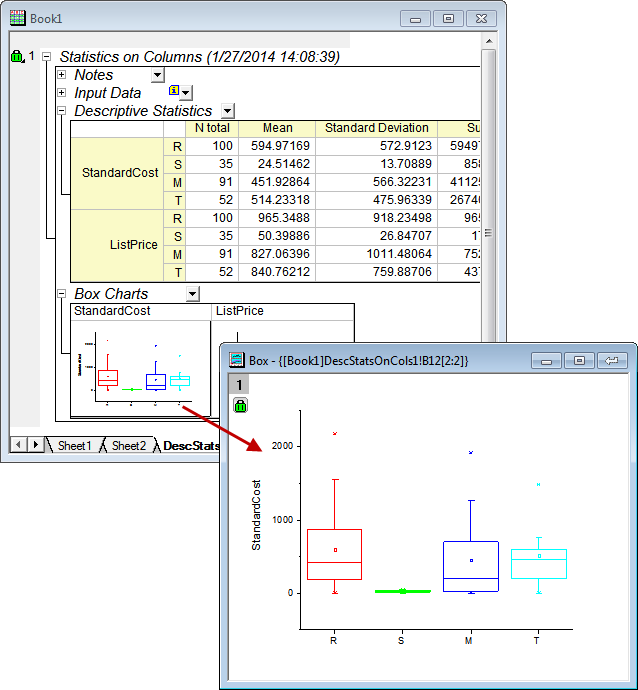 Book1
1 Statistics on Columns (1/27/2014 14:08:39)
Notes
Input Data
Descriptive Statistics
N total Mean Standard Deviation Su
StandardCost
R 100 594.97169 572.9123 59497
S 35 24.51462 13.70889 858
M 91 451.92864 566.32231 41125
T 52 514.23318 475.96339 26740
ListPrice
R 100 965.3488 918.23498 965
S 35 50.39886 26.84707 17
M 91 827.06396 1011.48064 752
T 52 840.76212 759.88706 437
Box Charts
StandardCost ListPrice
Sheet1 Sheet2 DescStats
Box - {[Book1]DescStatsOnCols1!B12[2:2]}
1
StandardCost
2000
1000
0
R S M T